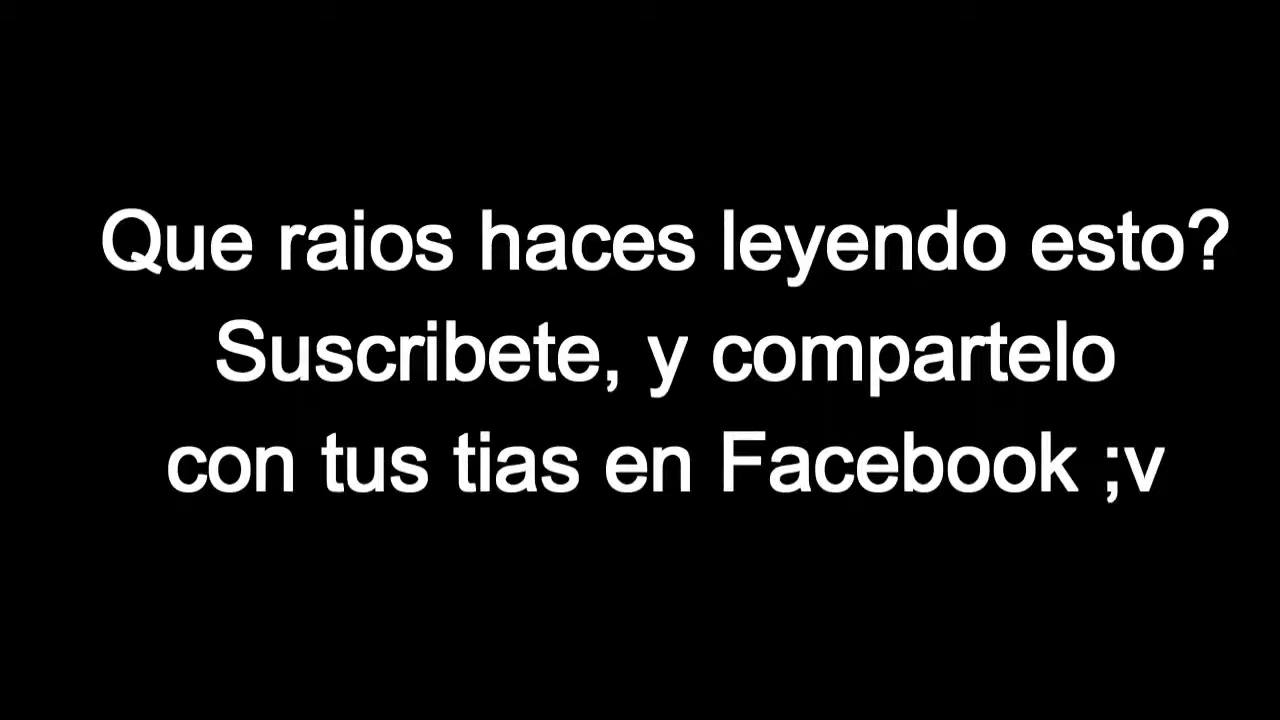 Que raios haces leyendo esto?
Suscribete, y compartelo
con tus tias en Facebook ;v